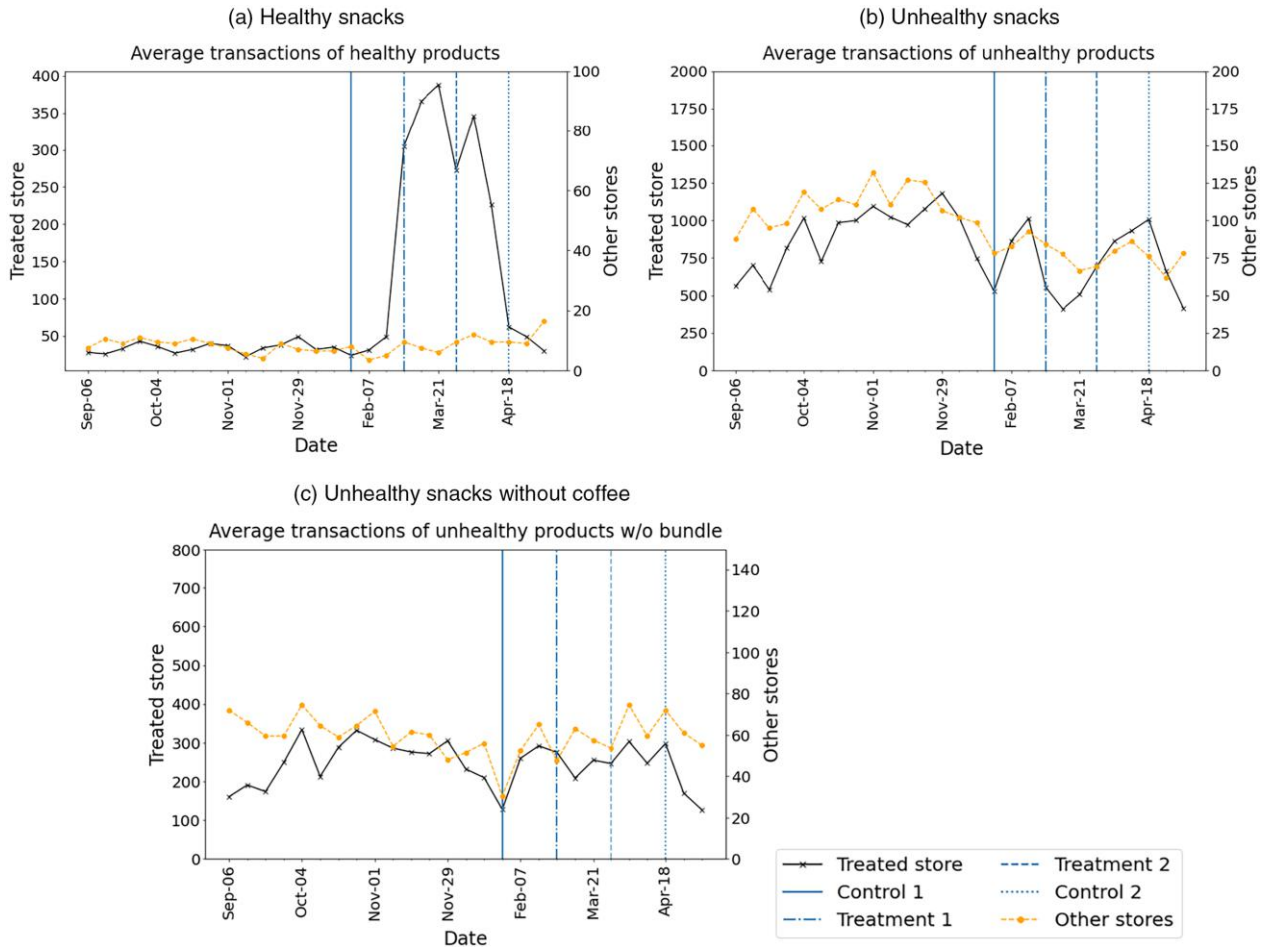 (a) Healthy snacks
Average transactions of healthy products
400
350
300
250
200
150
100
50
Treated store
100
80
60
40
20
0
Other stores
Sep-06
Oct-04
Nov-01
Nov-29
Feb-07
Mar-21
Apr-18
Date
(b) Unhealthy snacks
Average transactions of unhealthy products
2000
1750
1500
1250
1000
750
500
250
0
Treated store
200
175
150
125
100
75
50
25
0
Other stores
Sep-06
Oct-04
Nov-01
Nov-29
Feb-07
Mar-21
Apr-18
Date
(c) Unhealthy snacks without coffee
Average transactions of unhealthy products w/o bundle
800
700
600
500
400
300
200
100
0
Treated store
140
120
100
80
60
40
20
0
Other stores
Sep-06
Oct-04
Nov-01
Nov-29
Feb-07
Mar-21
Apr-18
Date
Treated store
Control 1
Treatment 1
Treatment 2
Control 2
Other stores